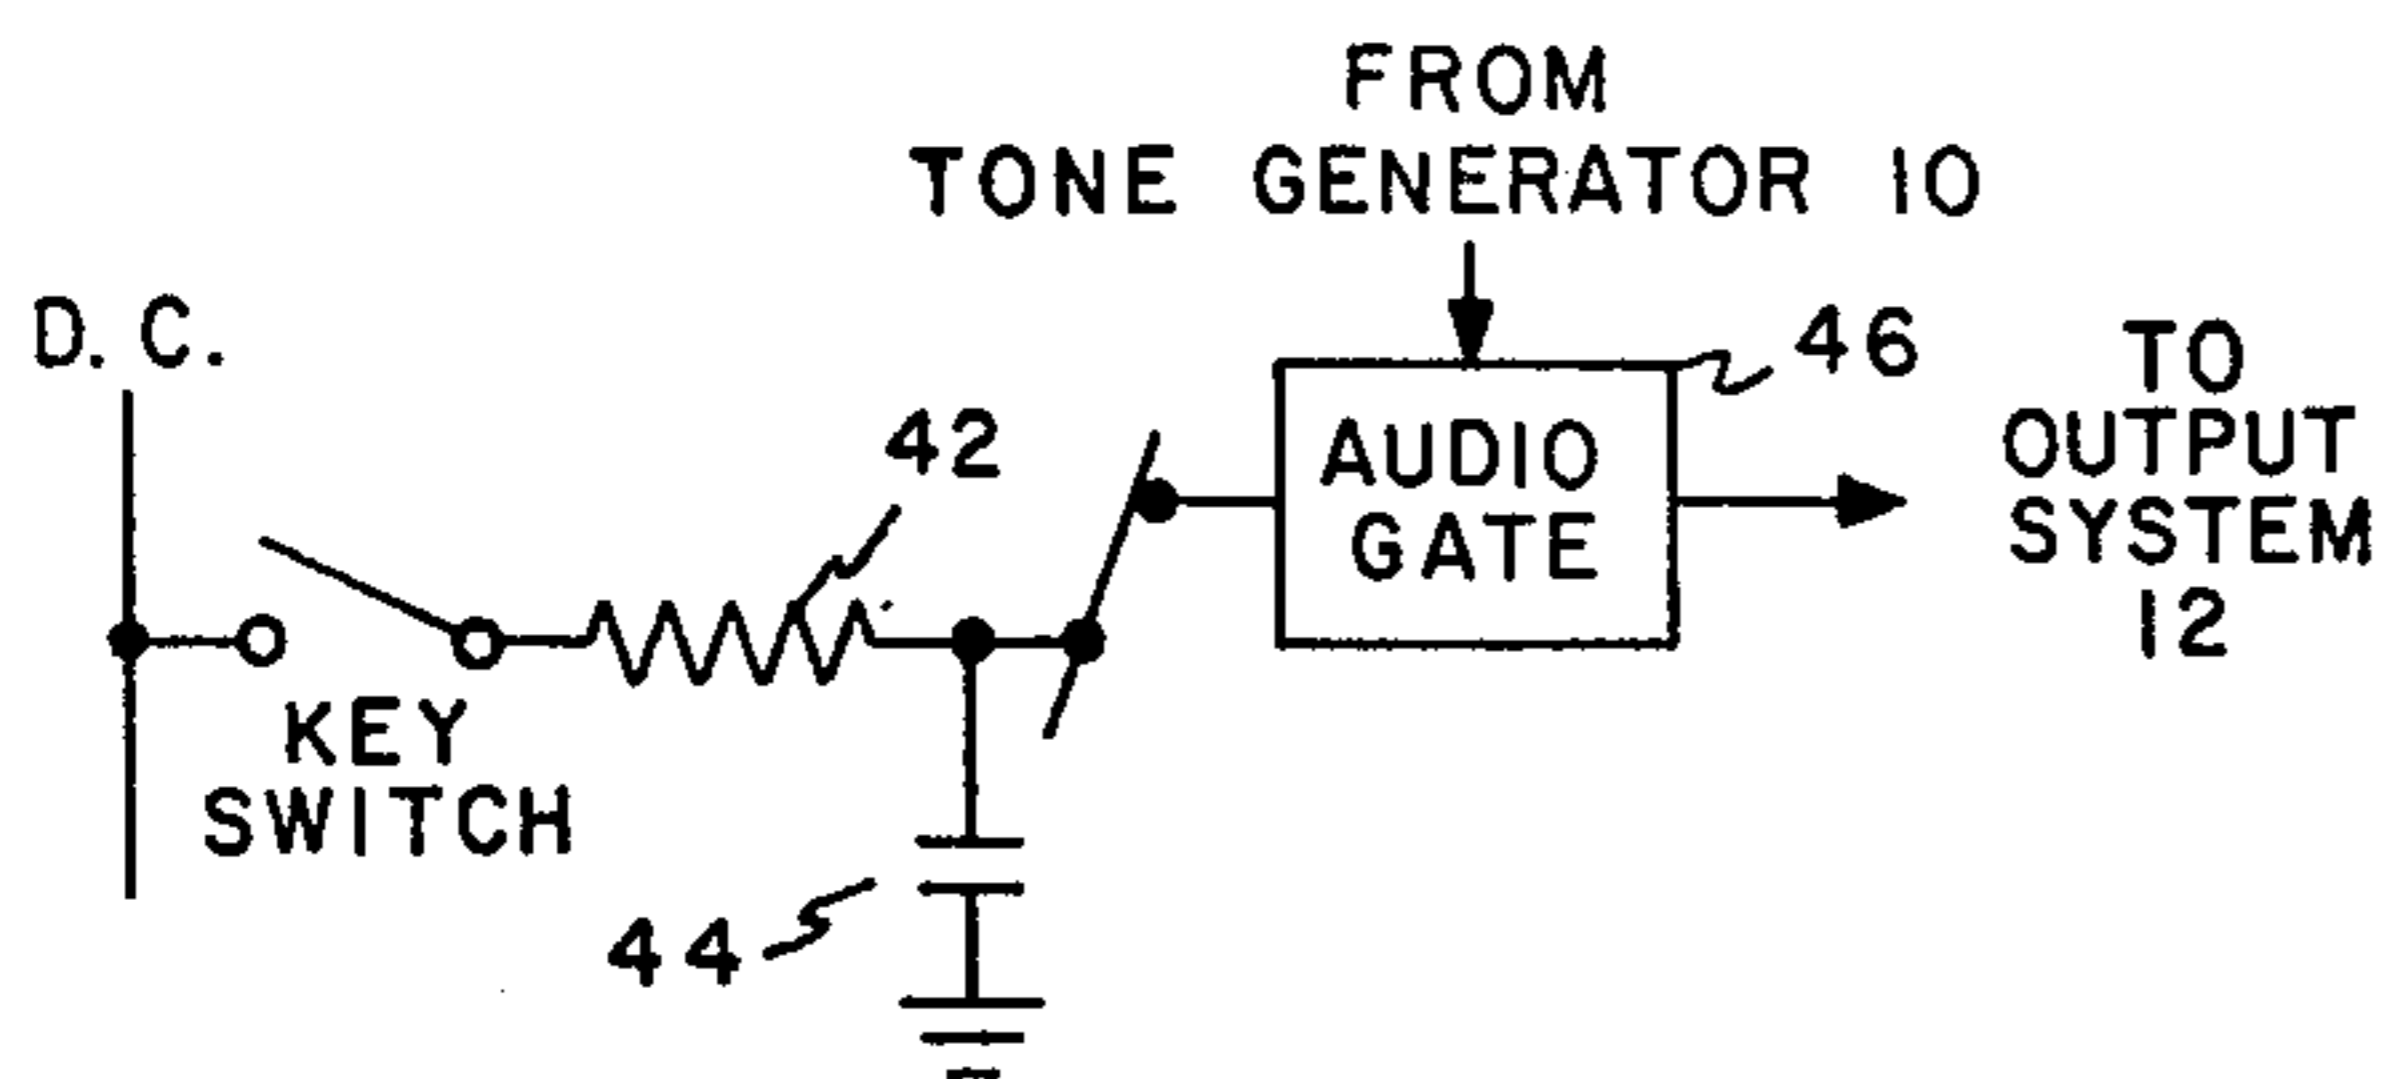 FROM
TONE GENERATOR 10
D.C.
46
TO
OUTPUT
SYSTEM
12
42
AUDIO
GATE
KEY
SWITCH
44